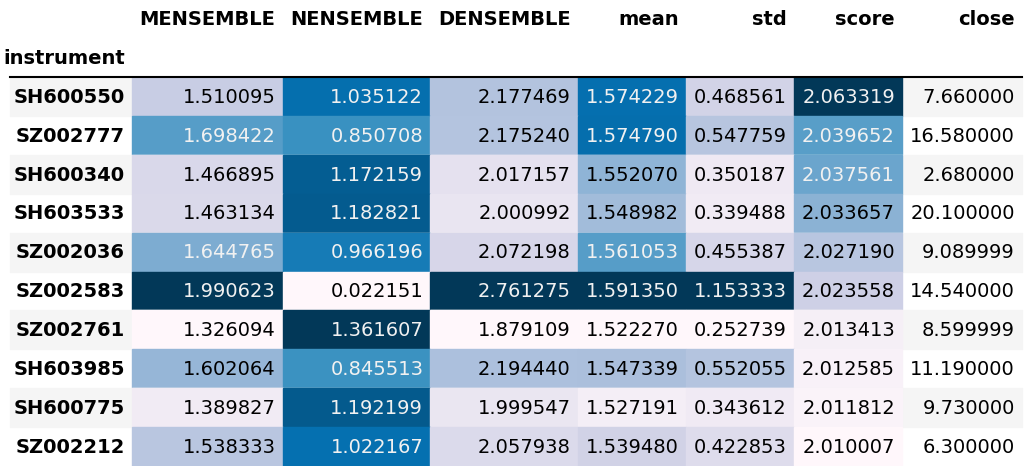 MENSEMBLE NENSEMBLE DENSEMBLE mean std score close
instrument
SH600550 1.510095 1.035122 2.177469 1.574229 0.468561 2.063319 7.660000
SZ002777 1.698422 0.850708 2.175240 1.574790 0.547759 2.039652 16.580000
SH600340 1.466895 1.172159 2.017157 1.552070 0.350187 2.037561 2.680000
SH603533 1.463134 1.182821 2.000992 1.548982 0.339488 2.033657 20.100000
SZ002036 1.644765 0.966196 2.072198 1.561053 0.455387 2.027190 9.089999
SZ002583 1.990623 0.022151 2.761275 1.591350 1.153333 2.023558 14.540000
SZ002761 1.326094 1.361607 1.879109 1.522270 0.252739 2.013413 8.599999
SH603985 1.602064 0.845513 2.194440 1.547339 0.552055 2.012585 11.190000
SH600775 1.389827 1.192199 1.999547 1.527191 0.343612 2.011812 9.730000
SZ002212 1.538333 1.022167 2.057938 1.539480 0.422853 2.010007 6.300000